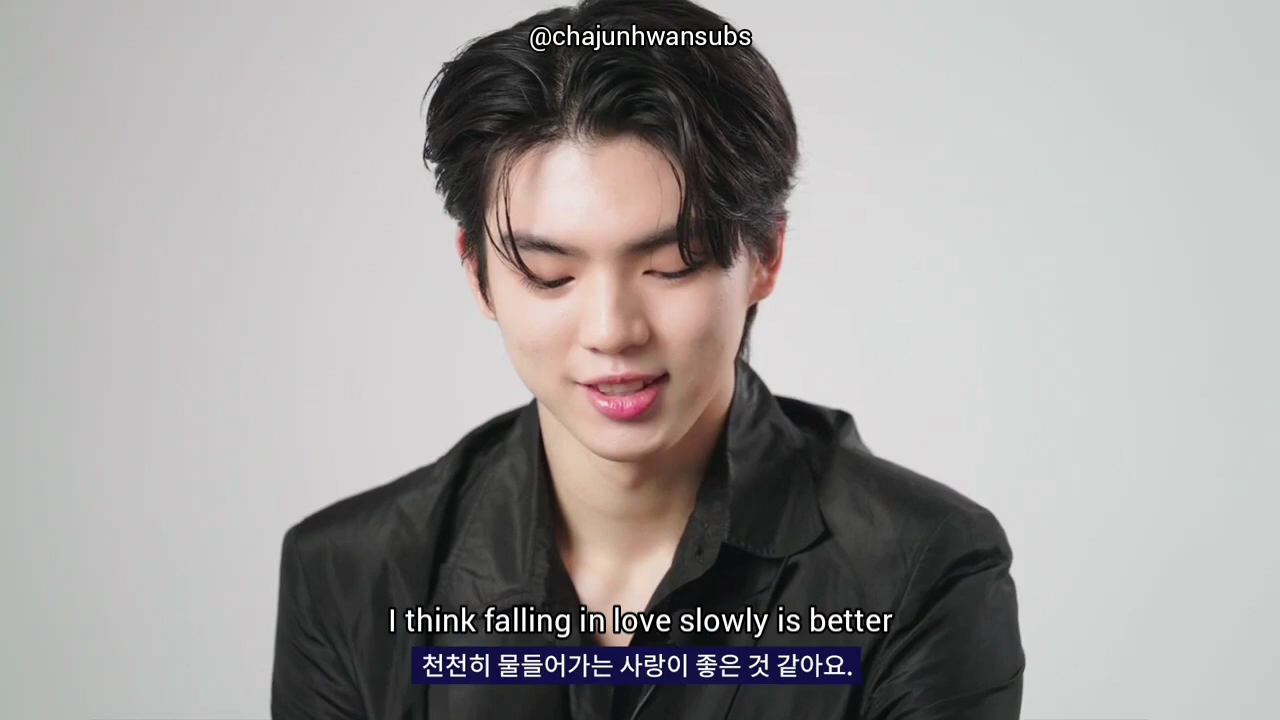 @chajunhwansubs
I think falling in love slowly is better
천천히 물들어가는 사랑이 좋은 것 같아요.